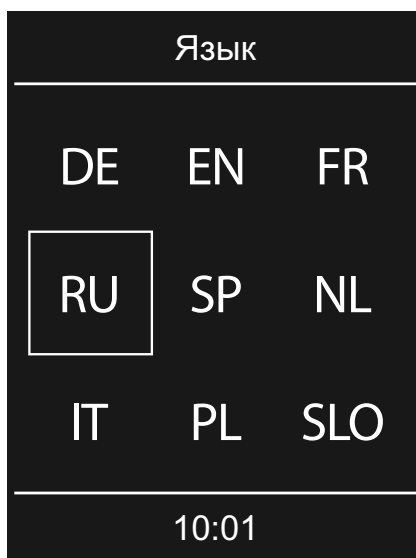 Язык
DE EN FR
RU SP NL
IT PL SLO
10:01